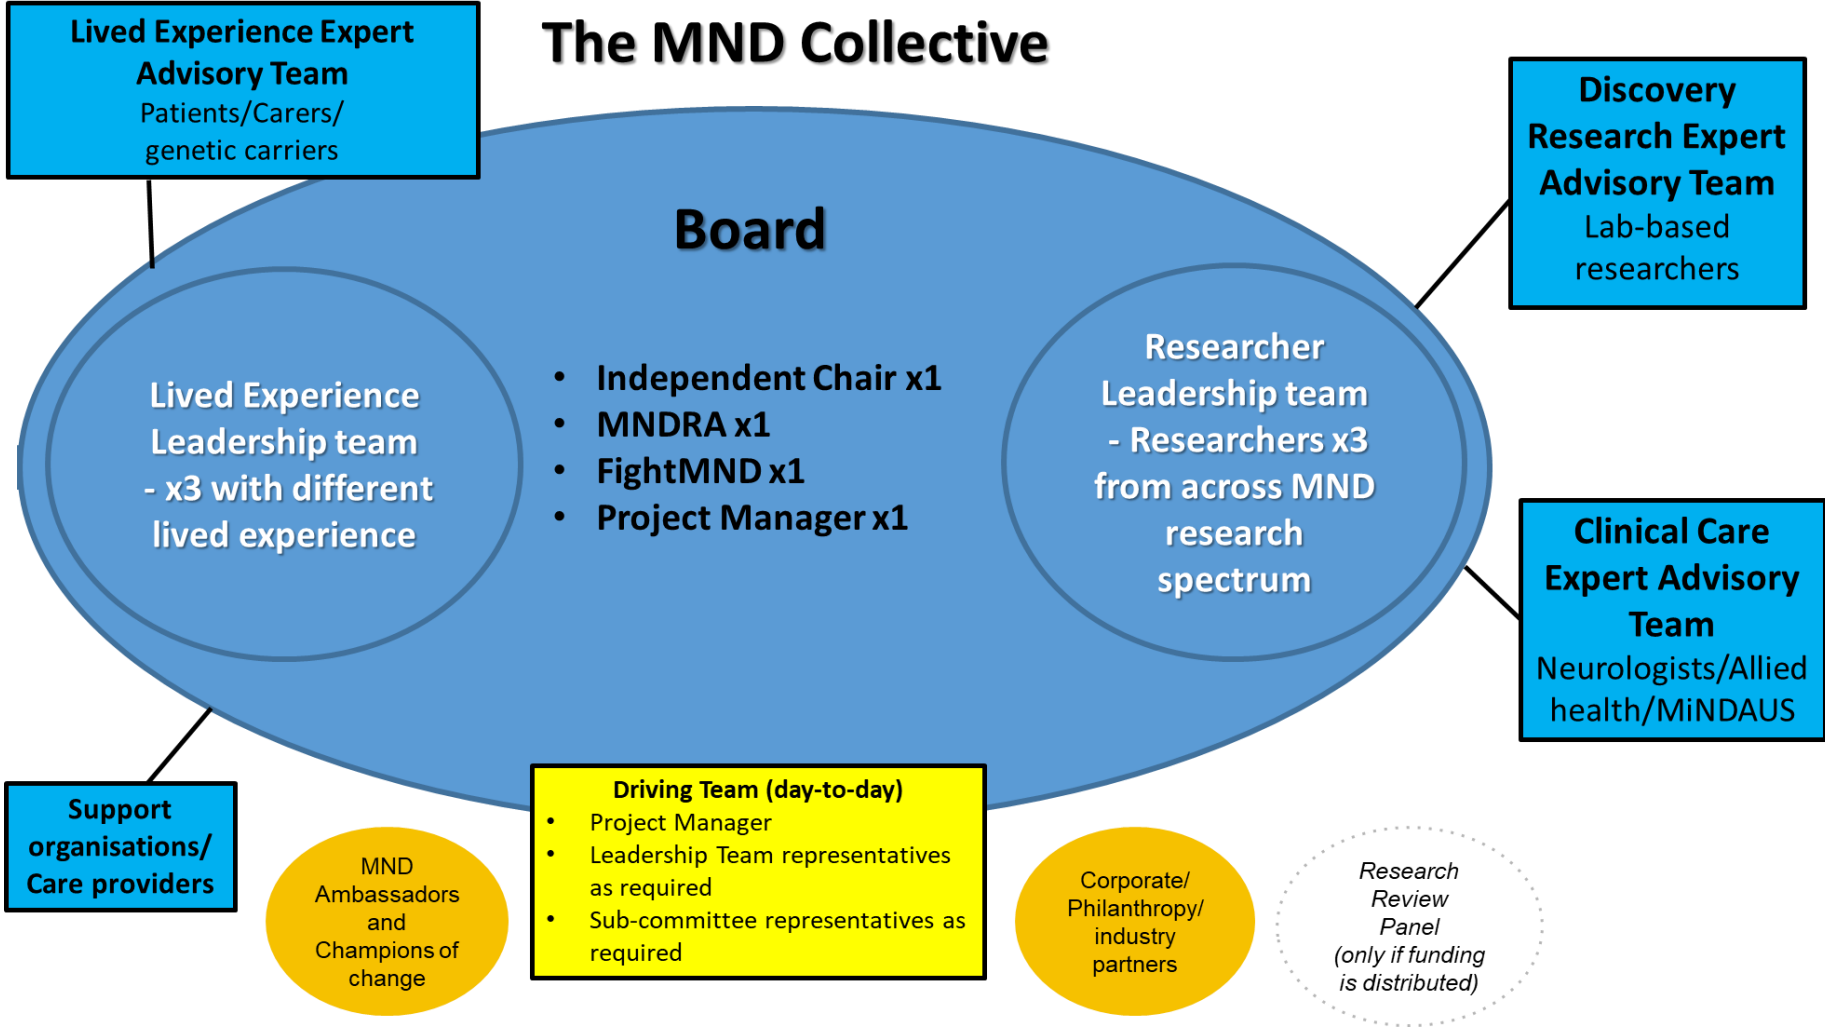 The MND Collective
Lived Experience Expert
Advisory Team
Patients/Carers/
genetic carriers
Discovery
Research Expert
Advisory Team
Lab-based
researchers
Board
Lived Experience
Leadership team
- x3 with different
lived experience
• Independent Chair x1
• MNDRA x1
• FightMND x1
• Project Manager x1
Researcher
Leadership team
- Researchers x3
from across MND
research
spectrum
Clinical Care
Expert Advisory
Team
Neurologists/Allied
health/MiNDAUS
Support
organisations/
Care providers
MND
Ambassadors
and
Champions of
change
Driving Team (day-to-day)
• Project Manager
• Leadership Team representatives
as required
• Sub-committee representatives as
required
Corporate/
Philanthropy/
industry
partners
Research
Review
Panel
(only if funding
is distributed)